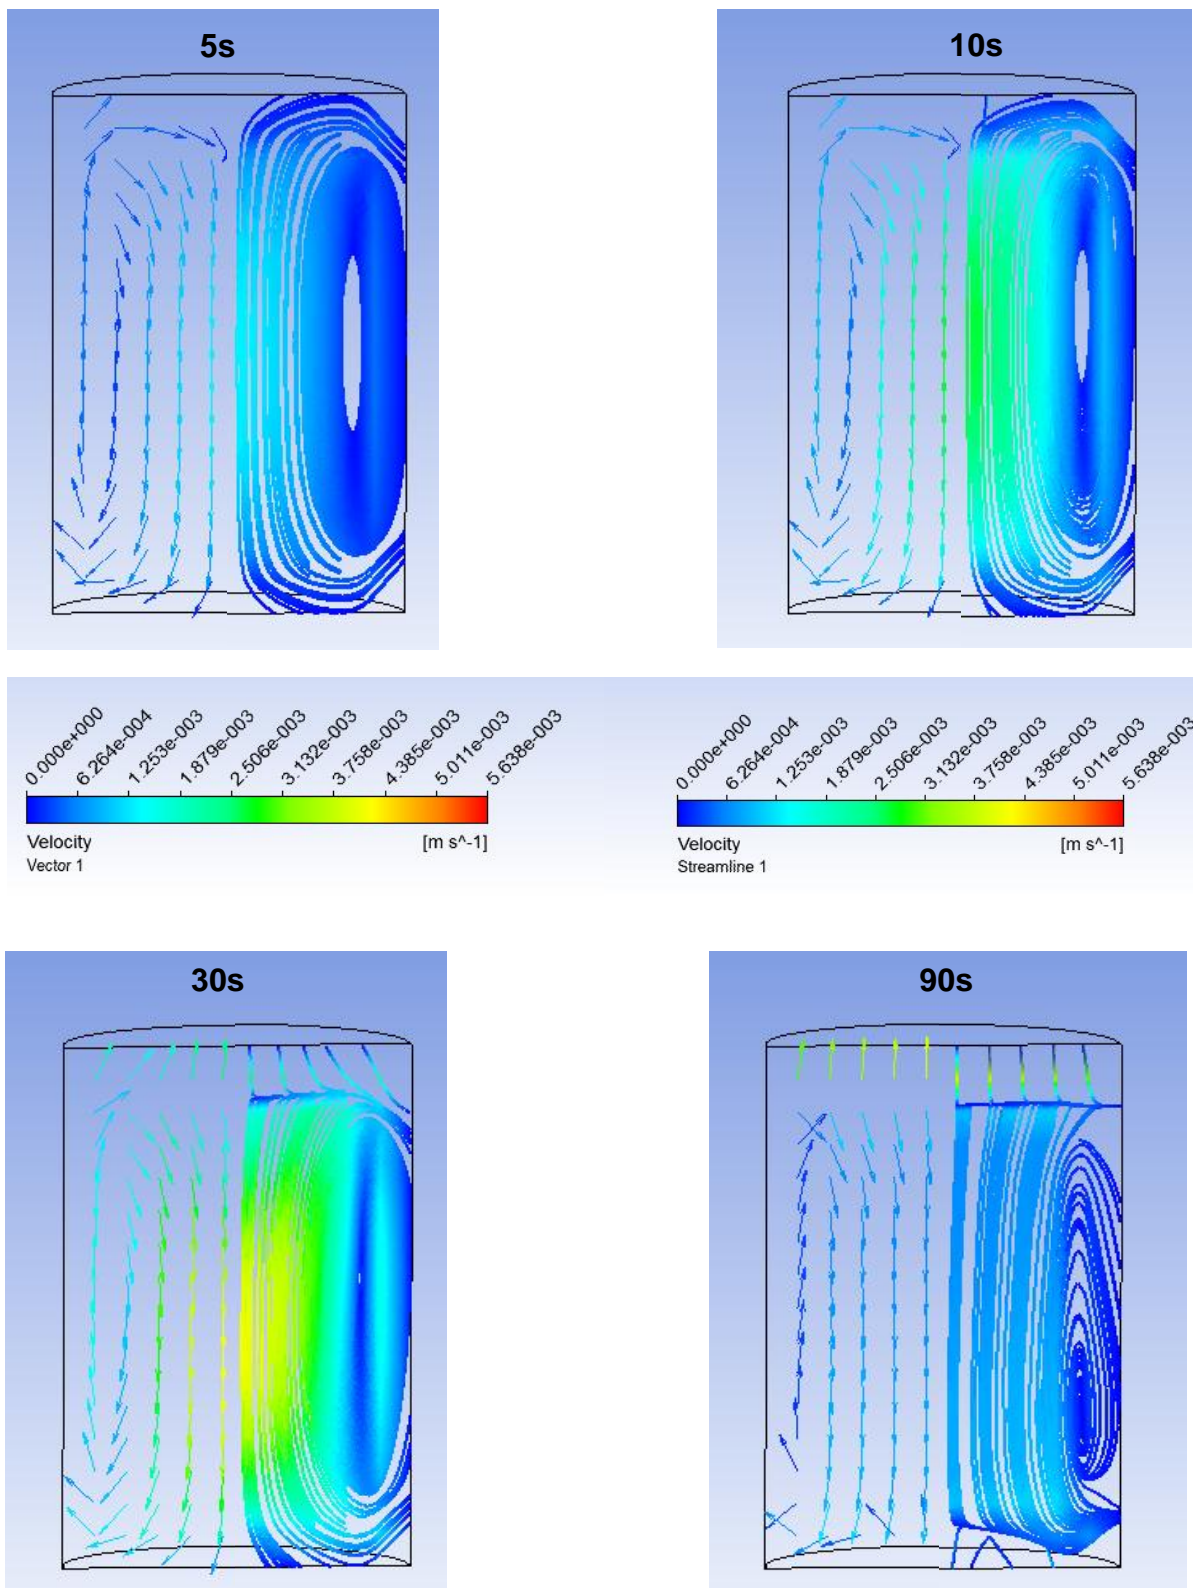 5s
10s
0.000e+000
6.264e-004
1.253e-003
1.879e-003
2.506e-003
3.132e-003
3.758e-003
4.385e-003
5.011e-003
5.638e-003
Velocity
[m s^-1]
Vector 1
0.000e+000
6.264e-004
1.253e-003
1.879e-003
2.506e-003
3.132e-003
3.758e-003
4.385e-003
5.011e-003
5.638e-003
Velocity
[m s^-1]
Streamline 1
30s
90s